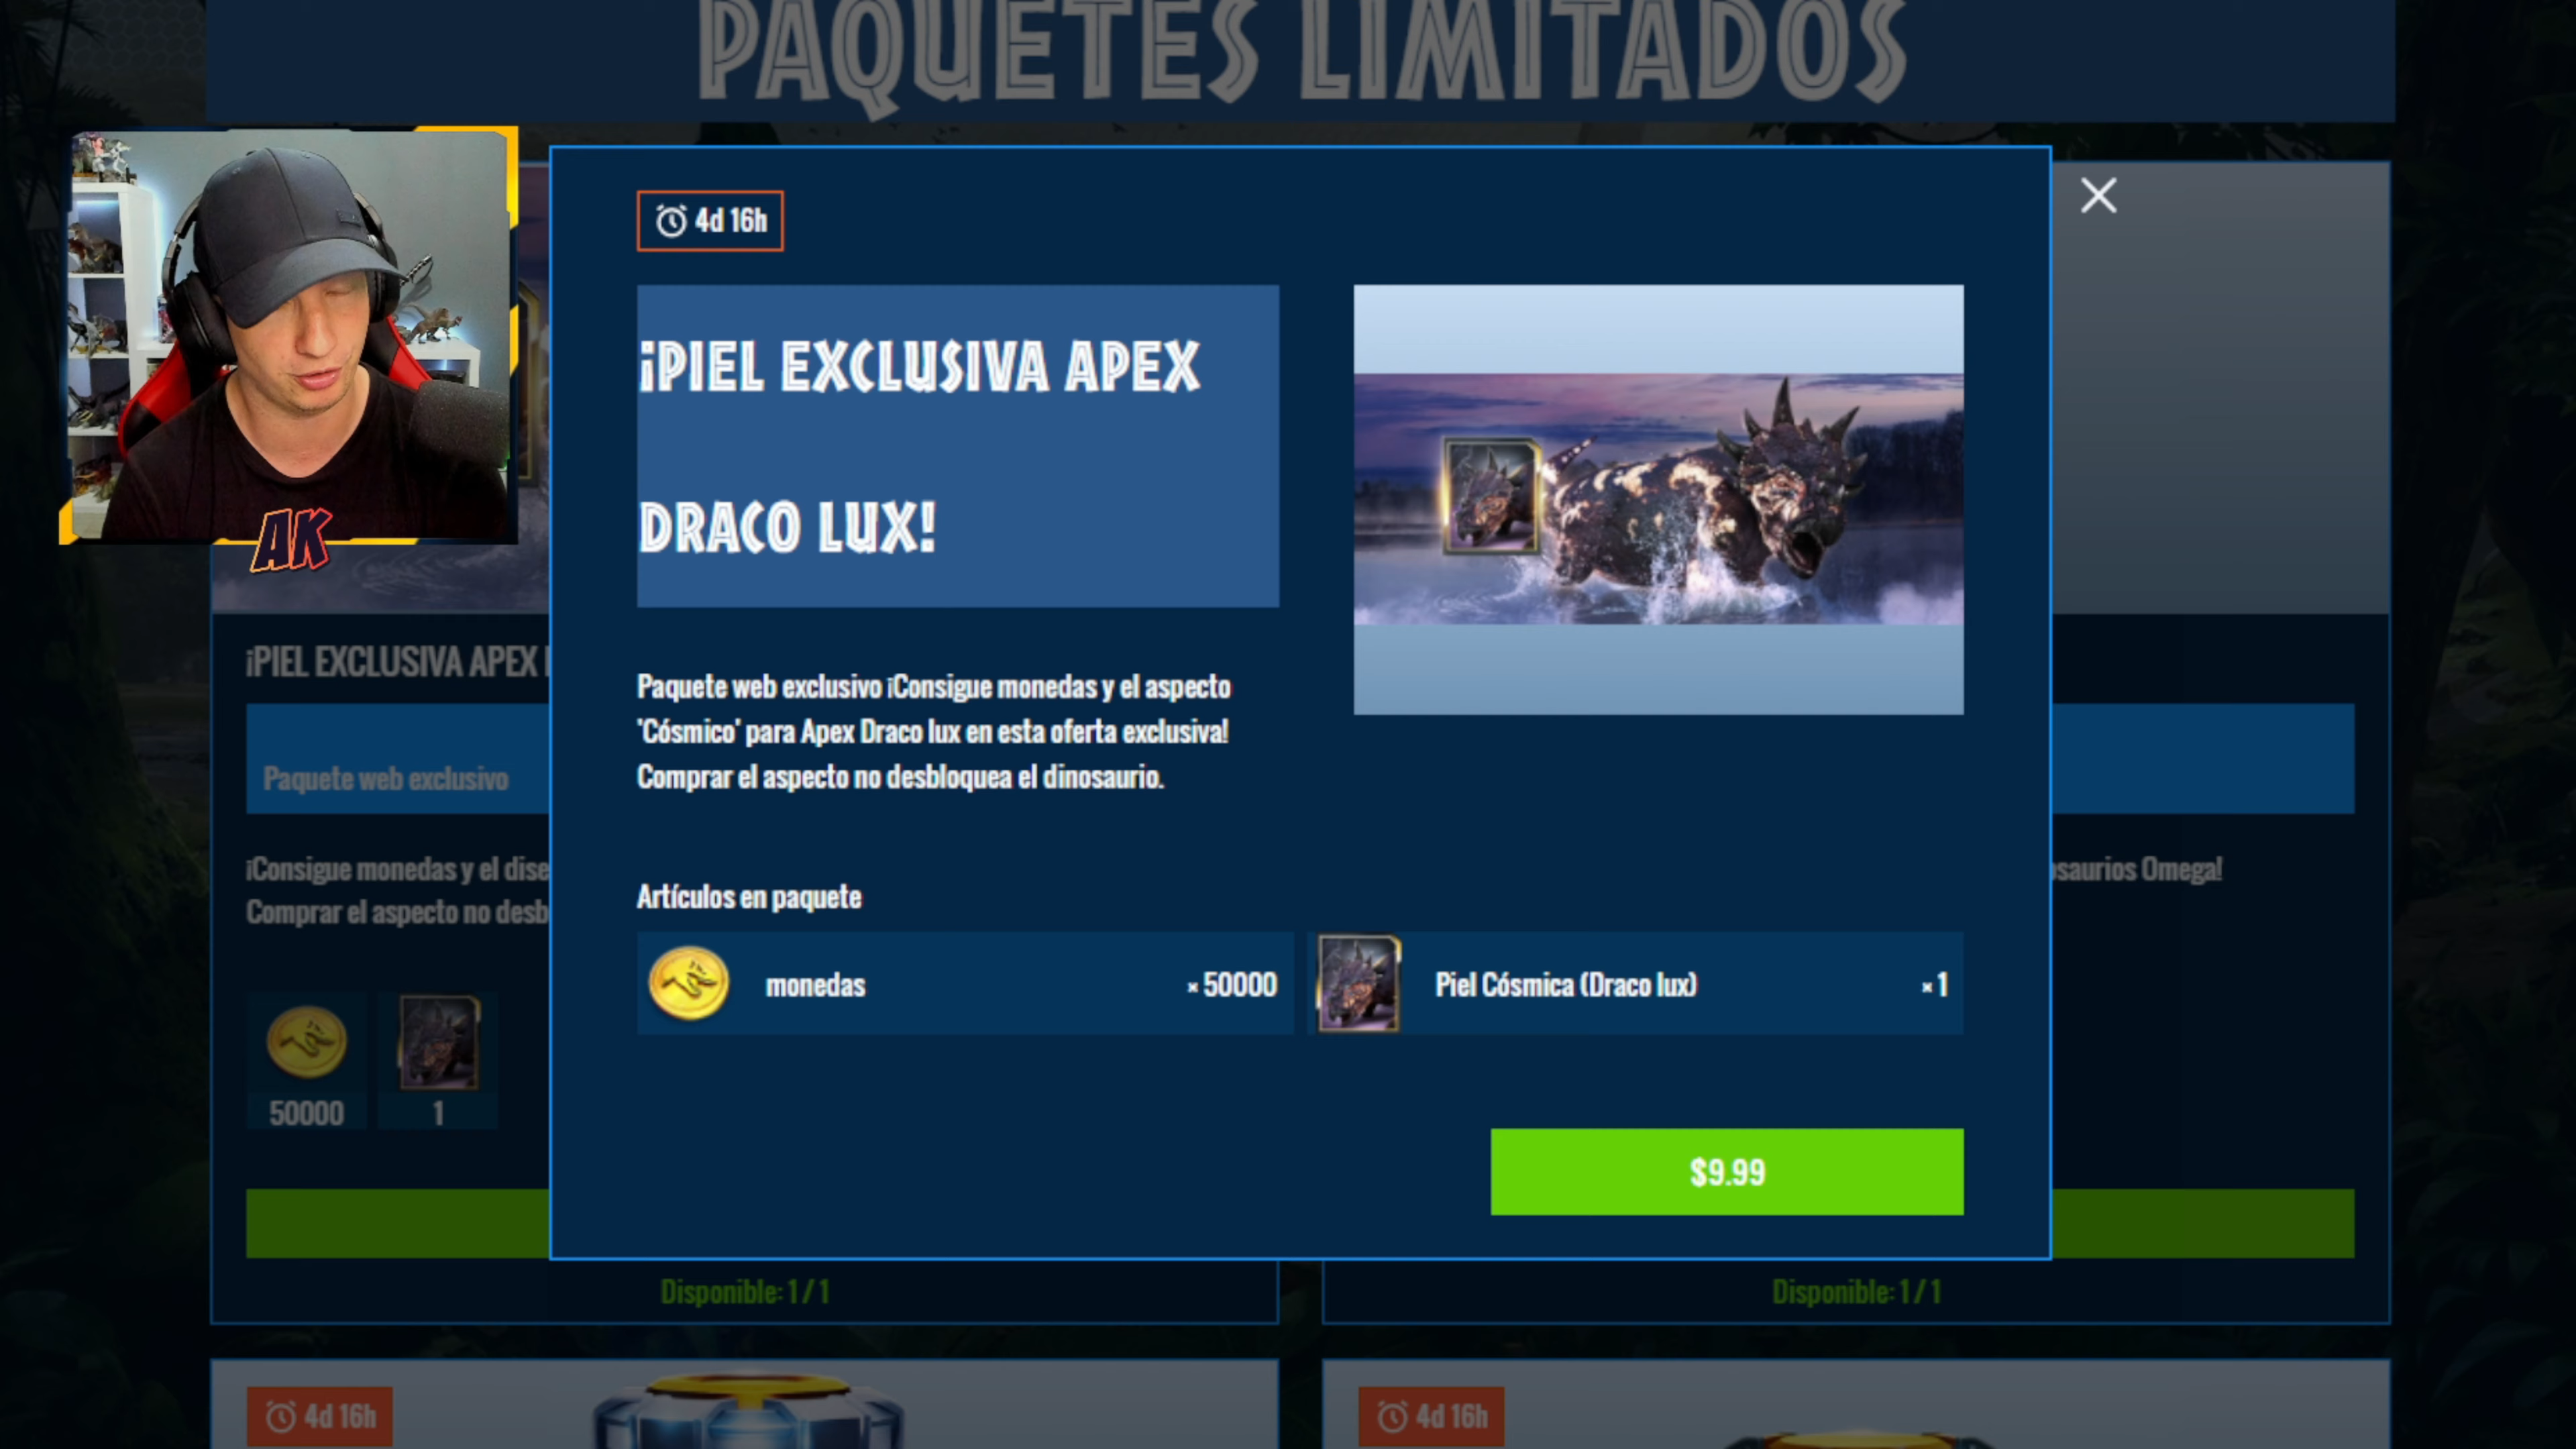 PAQUETES LIMITADOS
4d 16h
¡PIEL EXCLUSIVA APEX
DRACO LUX!
Paquete web exclusivo ¡Consigue monedas y el aspecto
'Cósmico' para Apex Draco lux en esta oferta exclusiva!
Comprar el aspecto no desbloquea el dinosaurio.
Artículos en paquete
monedas
× 50000
Piel Cósmica (Draco lux)
× 1
$9.99
AK
¡PIEL EXCLUSIVA APEX
Paquete web exclusivo
¡Consigue monedas y el dise
Comprar el aspecto no desb
50000
1
Disponible: 1 / 1
osaurios Omega!
Disponible: 1 / 1
4d 16h
4d 16h